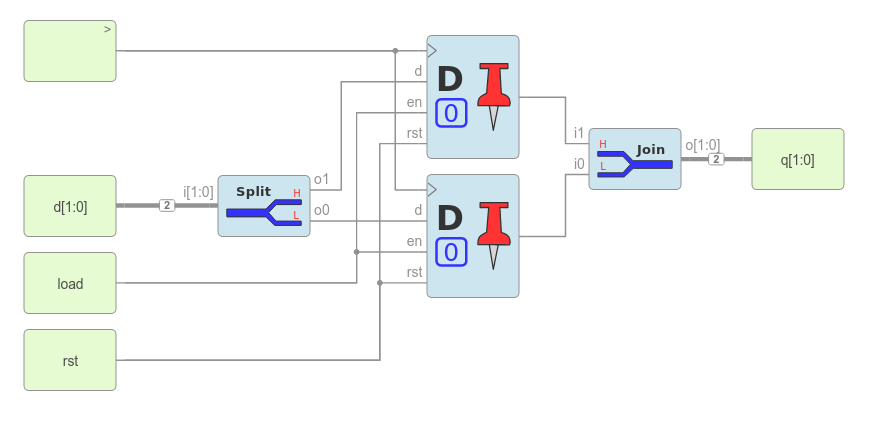 >
d
D
en
0
rst
i1
H
Join
o[1:0]
i0
L
2
q[1:0]
d[1:0]
2
i[1:0]
Split
H
L
o1
o0
d
D
en
0
rst
load
rst